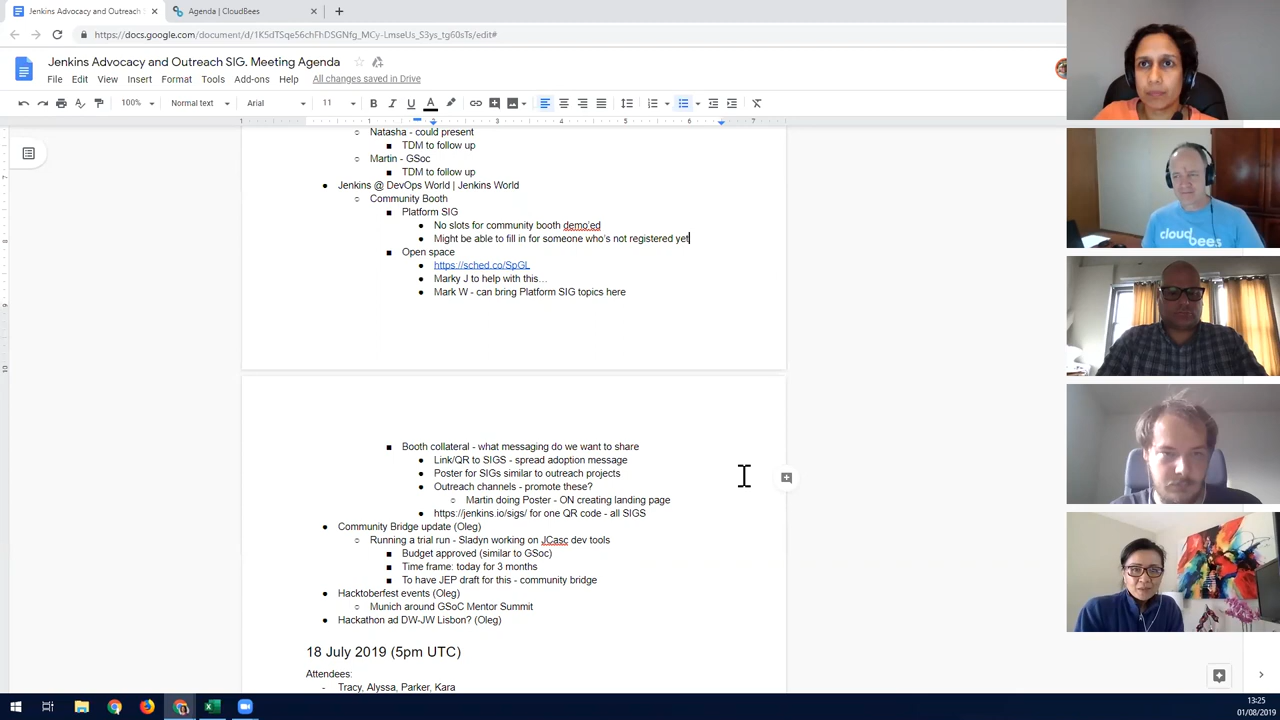 Jenkins Advocacy and Outreach S
Agenda | CloudBees
https://docs.google.com/document/d/1K5dTSqe56chFhDSGNfg_MCy-LmseUs_S3ys_tg60sTs/edit#
Jenkins Advocacy and Outreach SIG. Meeting Agenda
File Edit View Insert Format Tools Add-ons Help All changes saved in Drive
100% Normal text Arial 11
1 1 2 3 4 5 6 7
○ Natasha - could present
■ TDM to follow up
○ Martin - GSoc
■ TDM to follow up
● Jenkins @ DevOps World | Jenkins World
○ Community Booth
■ Platform SIG
● No slots for community booth demo'ed
● Might be able to fill in for someone who's not registered yet
■ Open space
● https://sched.co/SpGL
● Marky J to help with this...
● Mark W - can bring Platform SIG topics here
■ Booth collateral - what messaging do we want to share
● Link/QR to SIGS - spread adoption message
● Poster for SIGs similar to outreach projects
● Outreach channels - promote these?
○ Martin doing Poster - ON creating landing page
● https://jenkins.io/sigs/ for one QR code - all SIGS
● Community Bridge update (Oleg)
○ Running a trial run - Sladyn working on JCasc dev tools
■ Budget approved (similar to GSoc)
■ Time frame: today for 3 months
■ To have JEP draft for this - community bridge
● Hacktoberfest events (Oleg)
○ Munich around GSoC Mentor Summit
● Hackathon ad DW-JW Lisbon? (Oleg)
18 July 2019 (5pm UTC)
Attendees:
- Tracy, Alyssa, Parker, Kara
cloud
bees
13:25
01/08/2019